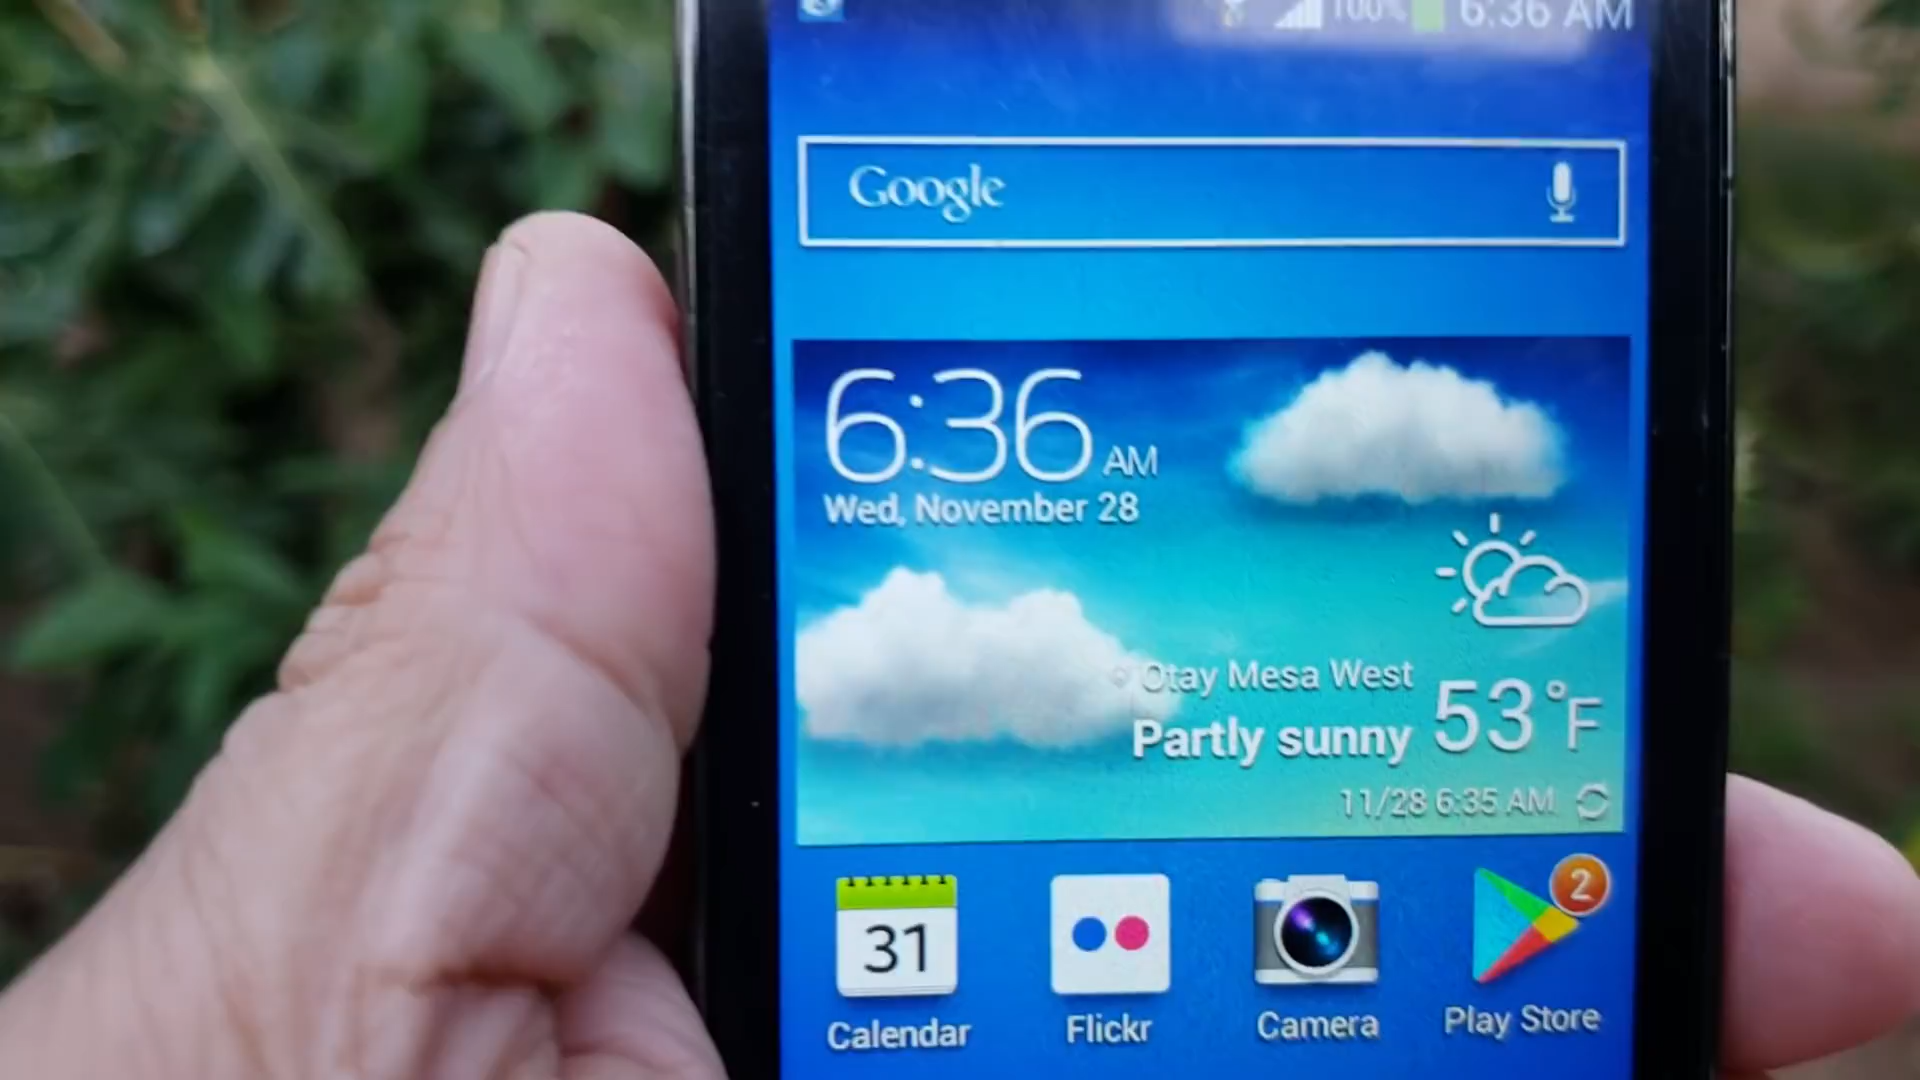 100% 6:36 AM
Google
6:36 AM
Wed, November 28
Otay Mesa West
Partly sunny 53°F
11/28 6:35 AM
31
2
Calendar
Flickr
Camera
Play Store